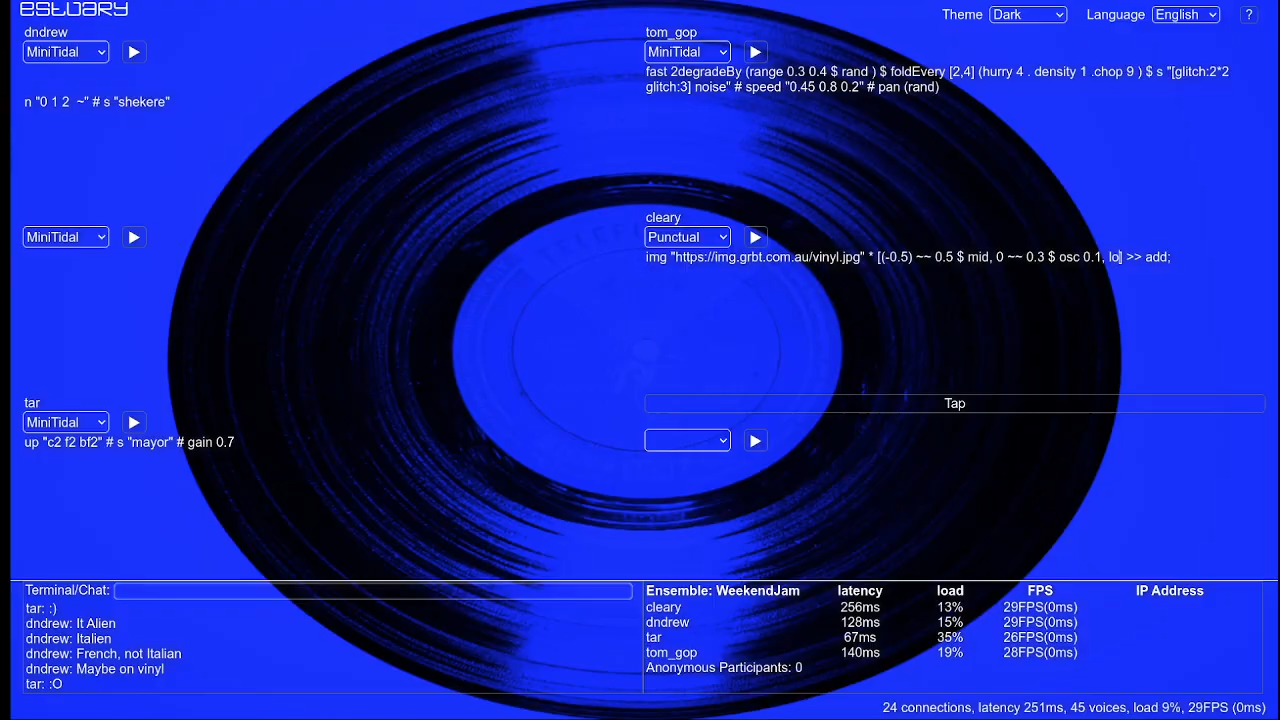 estuary
Theme Dark Language English ?
dndrew
MiniTidal
n "0 1 2  ~" # s "shekere"
tom_gop
MiniTidal
fast 2degradeBy (range 0.3 0.4 $ rand ) $ foldEvery [2,4] (hurry 4 . density 1 .chop 9 ) $ s "[glitch:2*2
glitch:3] noise" # speed "0.45 0.8 0.2" # pan (rand)
MiniTidal
cleary
Punctual
img "https://img.grbt.com.au/vinyl.jpg" * [(-0.5) ~~ 0.5 $ mid, 0 ~~ 0.3 $ osc 0.1, lo] >> add;
tar
MiniTidal
up "c2 f2 bf2" # s "mayor" # gain 0.7
Tap
Terminal/Chat:
tar: :)
dndrew: It Alien
dndrew: Italien
dndrew: French, not Italian
dndrew: Maybe on vinyl
tar: :O
Ensemble: WeekendJam latency load FPS IP Address
cleary 256ms 13% 29FPS(0ms)
dndrew 128ms 15% 29FPS(0ms)
tar 67ms 35% 26FPS(0ms)
tom_gop 140ms 19% 28FPS(0ms)
Anonymous Participants: 0
24 connections, latency 251ms, 45 voices, load 9%, 29FPS (0ms)